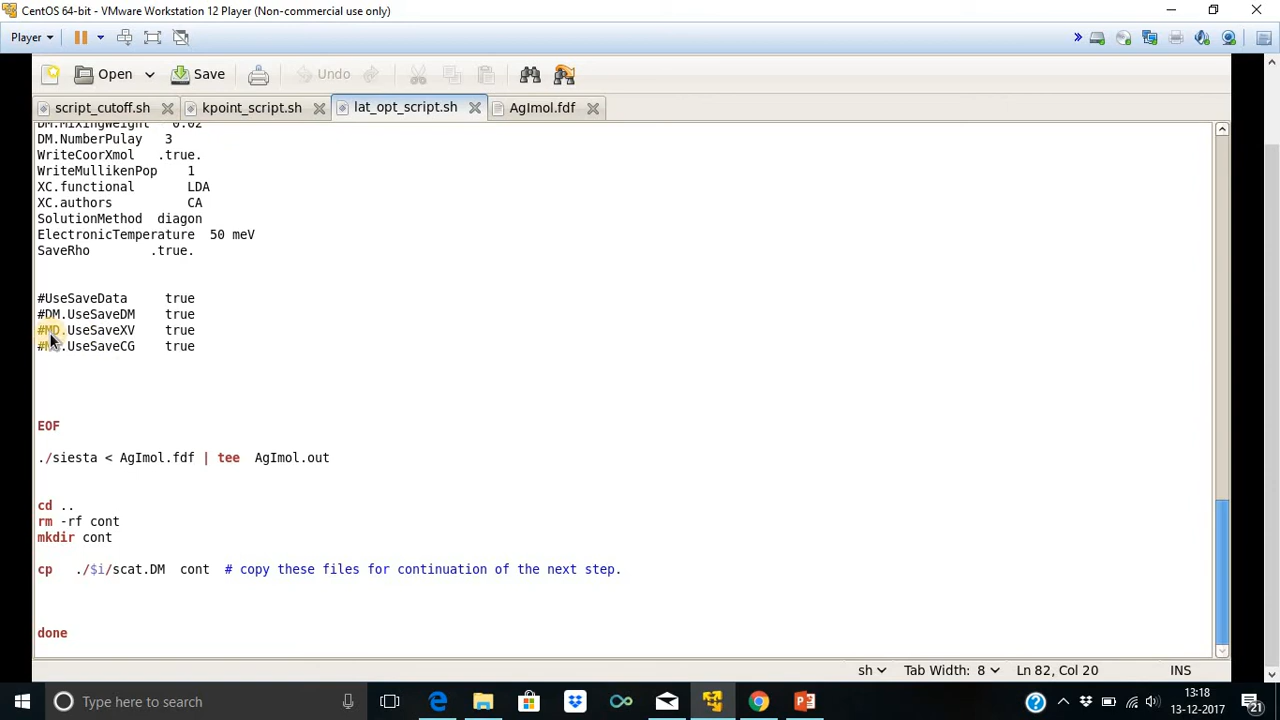 CentOS 64-bit - VMware Workstation 12 Player (Non-commercial use only)
Player
Open Save Undo
script_cutoff.sh kpoint_script.sh lat_opt_script.sh AgImol.fdf
DM.MixingWeight 0.02
DM.NumberPulay 3
WriteCoorXmol .true.
WriteMullikenPop 1
XC.functional LDA
XC.authors CA
SolutionMethod diagon
ElectronicTemperature 50 meV
SaveRho .true.
#UseSaveData true
#DM.UseSaveDM true
#MD.UseSaveXV true
#MD.UseSaveCG true
EOF
./siesta < AgImol.fdf | tee AgImol.out
cd ..
rm -rf cont
mkdir cont
cp ./$i/scat.DM cont # copy these files for continuation of the next step.
done
sh Tab Width: 8 Ln 82, Col 20 INS
Type here to search
13:18
13-12-2017
21